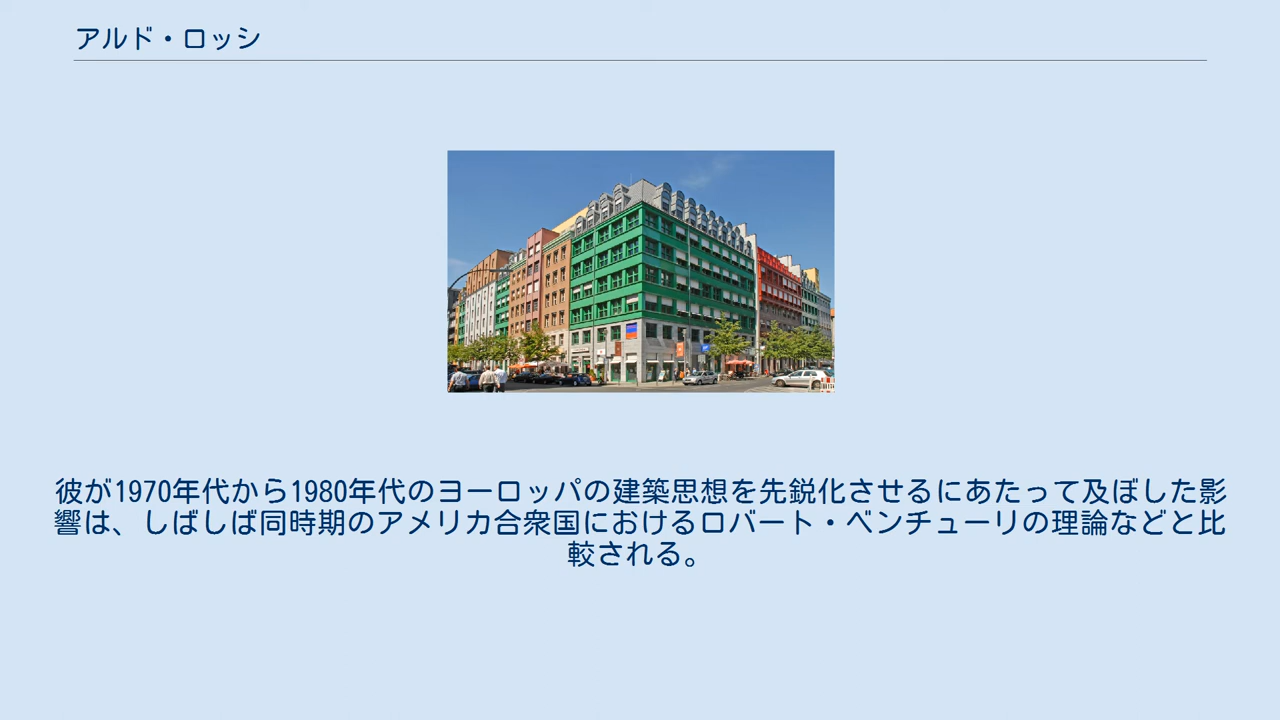 アルド・ロッシ
彼が1970年代から1980年代のヨーロッパの建築思想を先鋭化させるにあたって及ぼした影
響は、しばしば同時期のアメリカ合衆国におけるロバート・ベンチューリの理論などと比
較される。